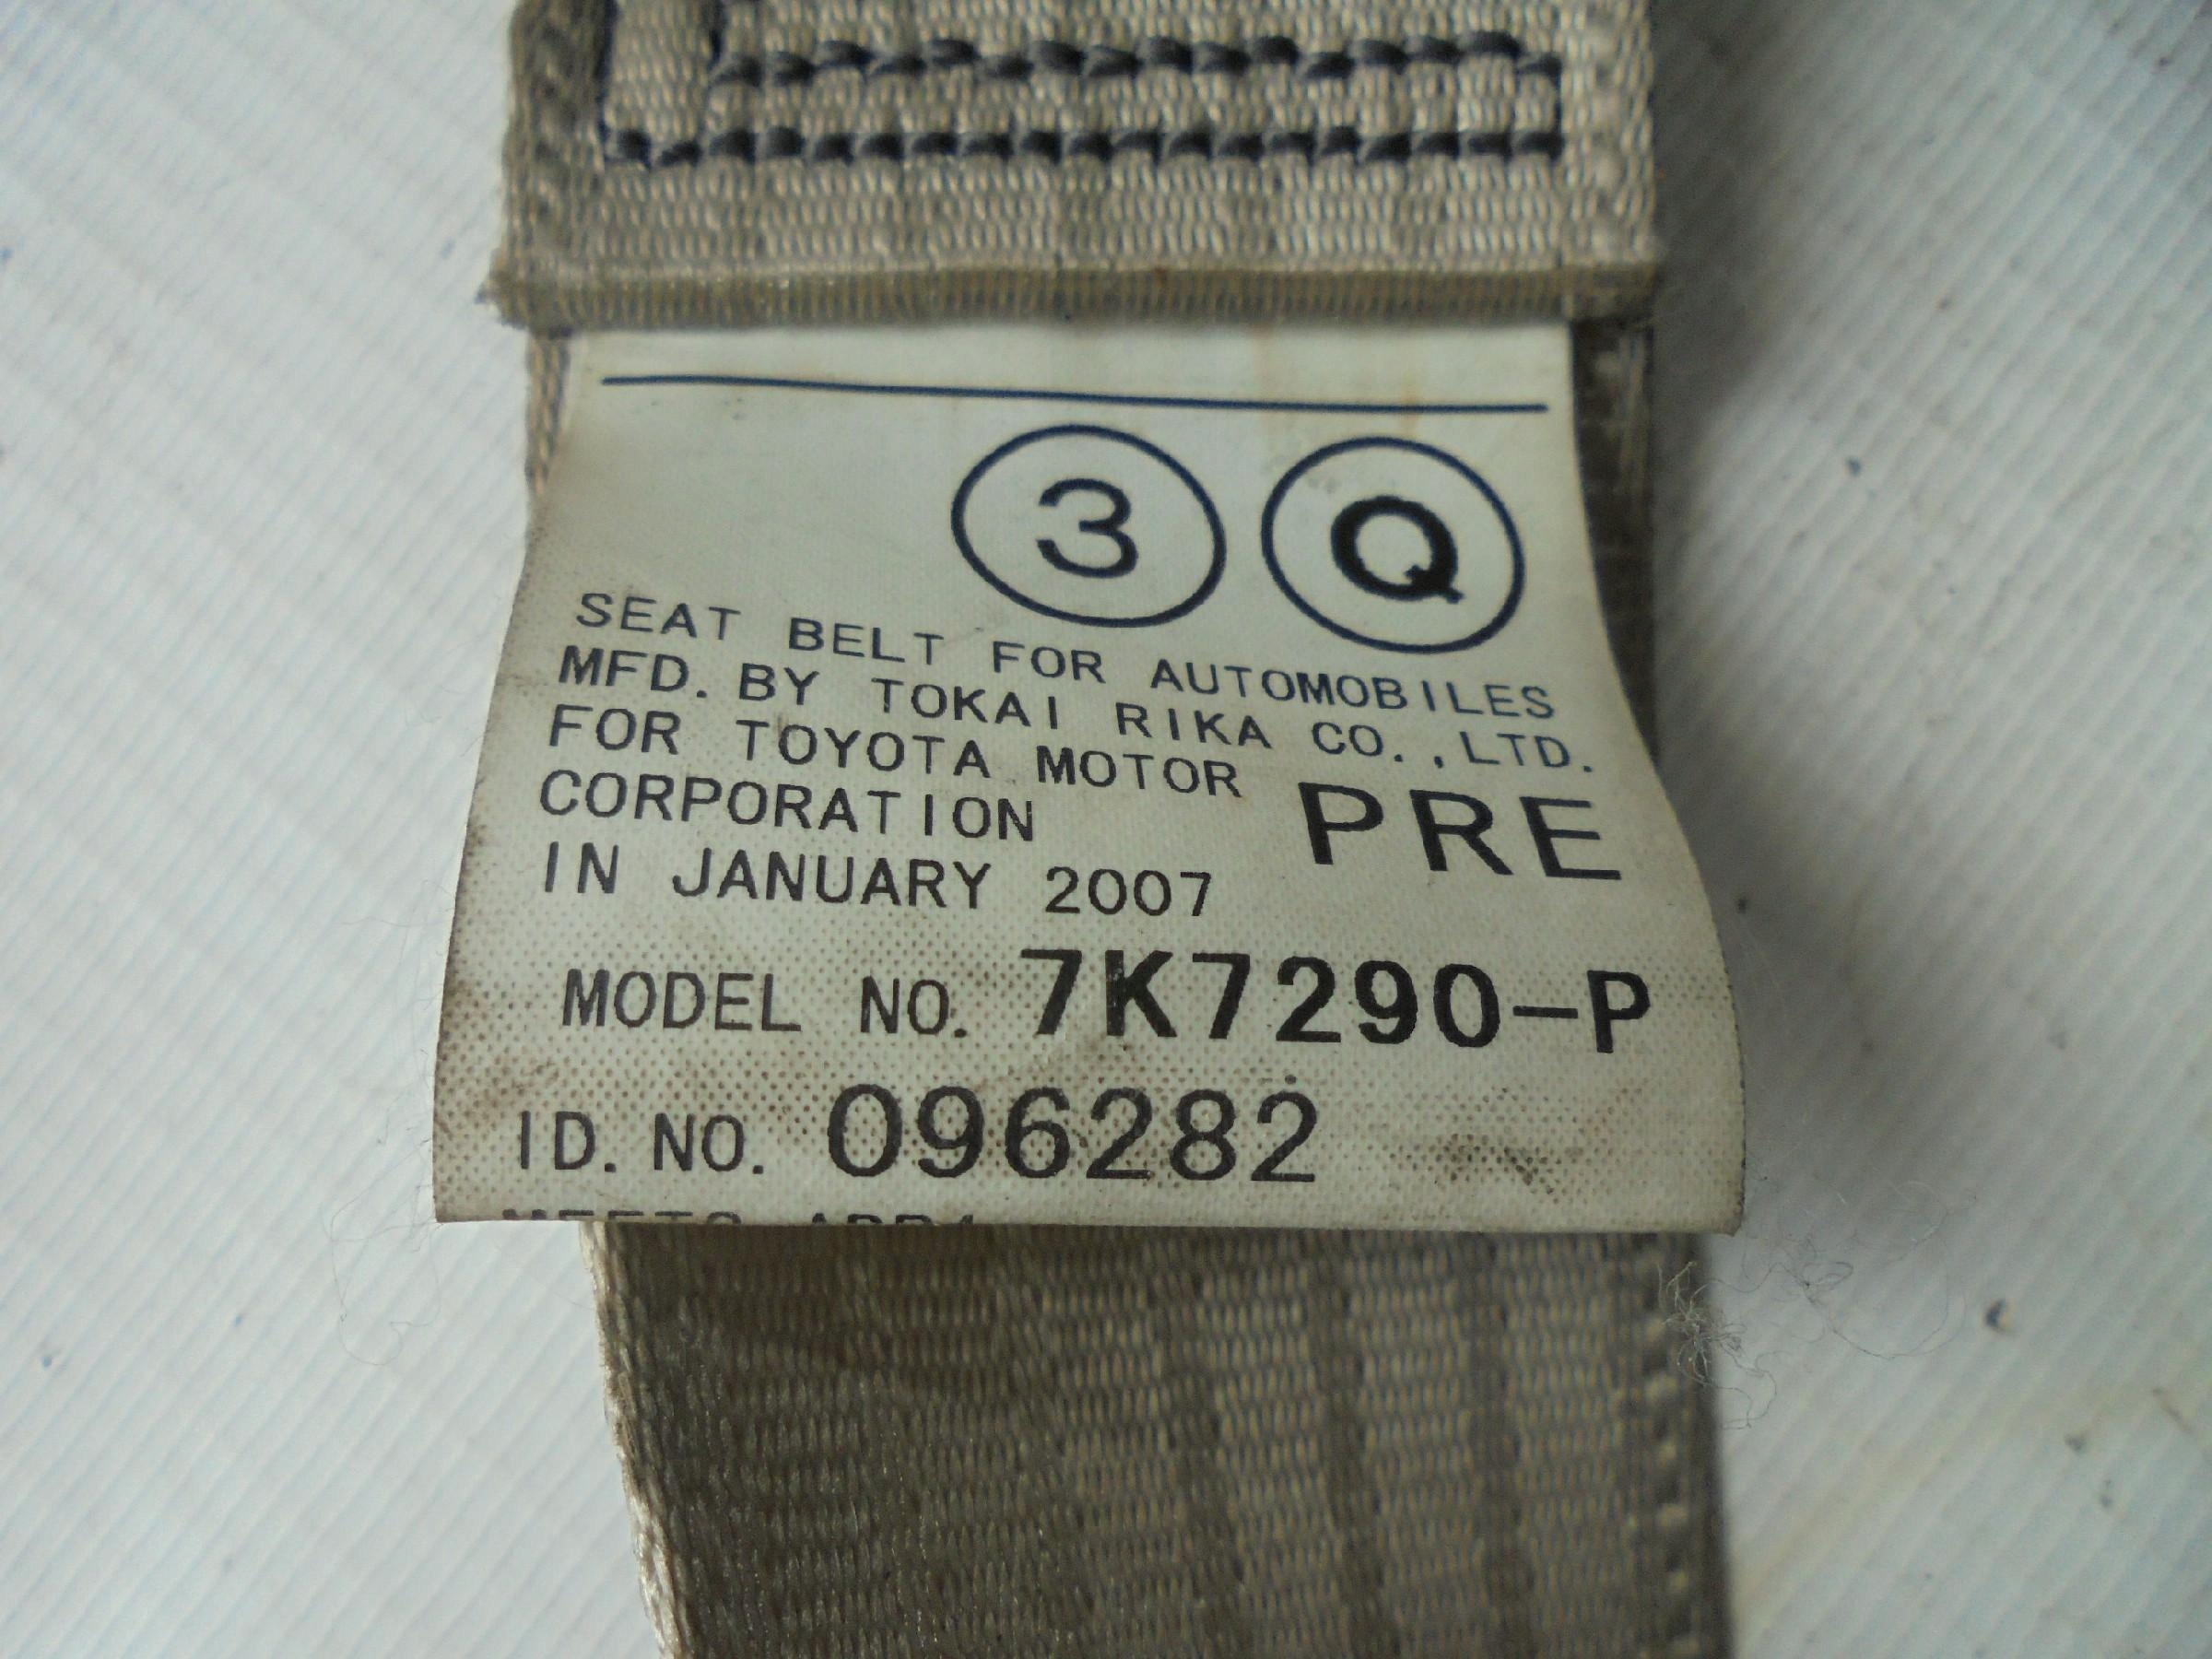 3 Q
SEAT BELT FOR AUTOMOBILES
MFD. BY TOKAI RIKA CO.,LTD.
FOR TOYOTA MOTOR
CORPORATION PRE
IN JANUARY 2007
MODEL NO. 7K7290-P
ID. NO. 096282